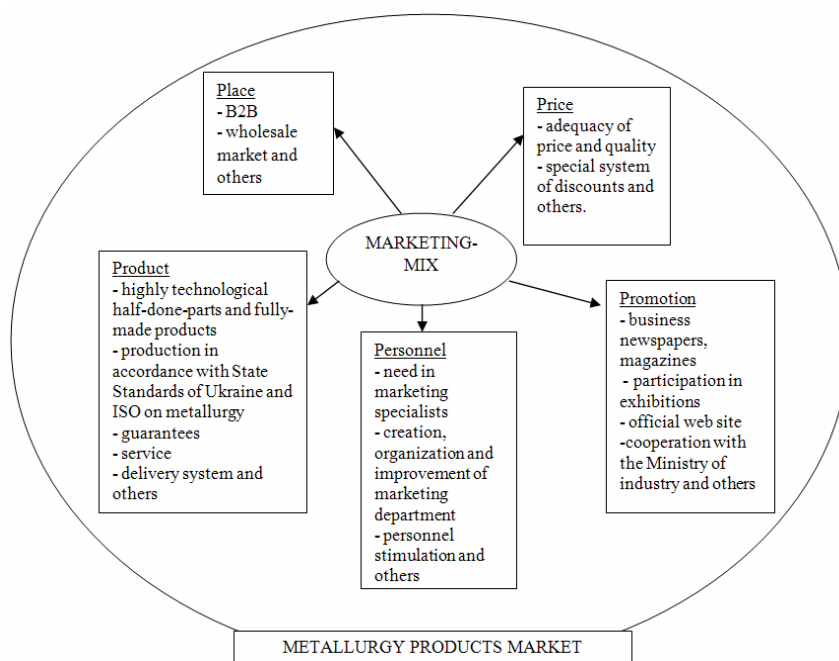 Place
- B2B
- wholesale
market and
others
Price
- adequacy of
price and quality
- special system
of discounts and
others.
MARKETING-
MIX
Product
- highly technological
half-done-parts and fully-
made products
- production in
accordance with State
Standards of Ukraine and
ISO on metallurgy
- guarantees
- service
- delivery system and
others
Personnel
- need in
marketing
specialists
- creation,
organization and
improvement of
marketing
department
- personnel
stimulation and
others
Promotion
- business
newspapers,
magazines
- participation in
exhibitions
- official web site
-cooperation with
the Ministry of
industry and others
METALLURGY PRODUCTS MARKET